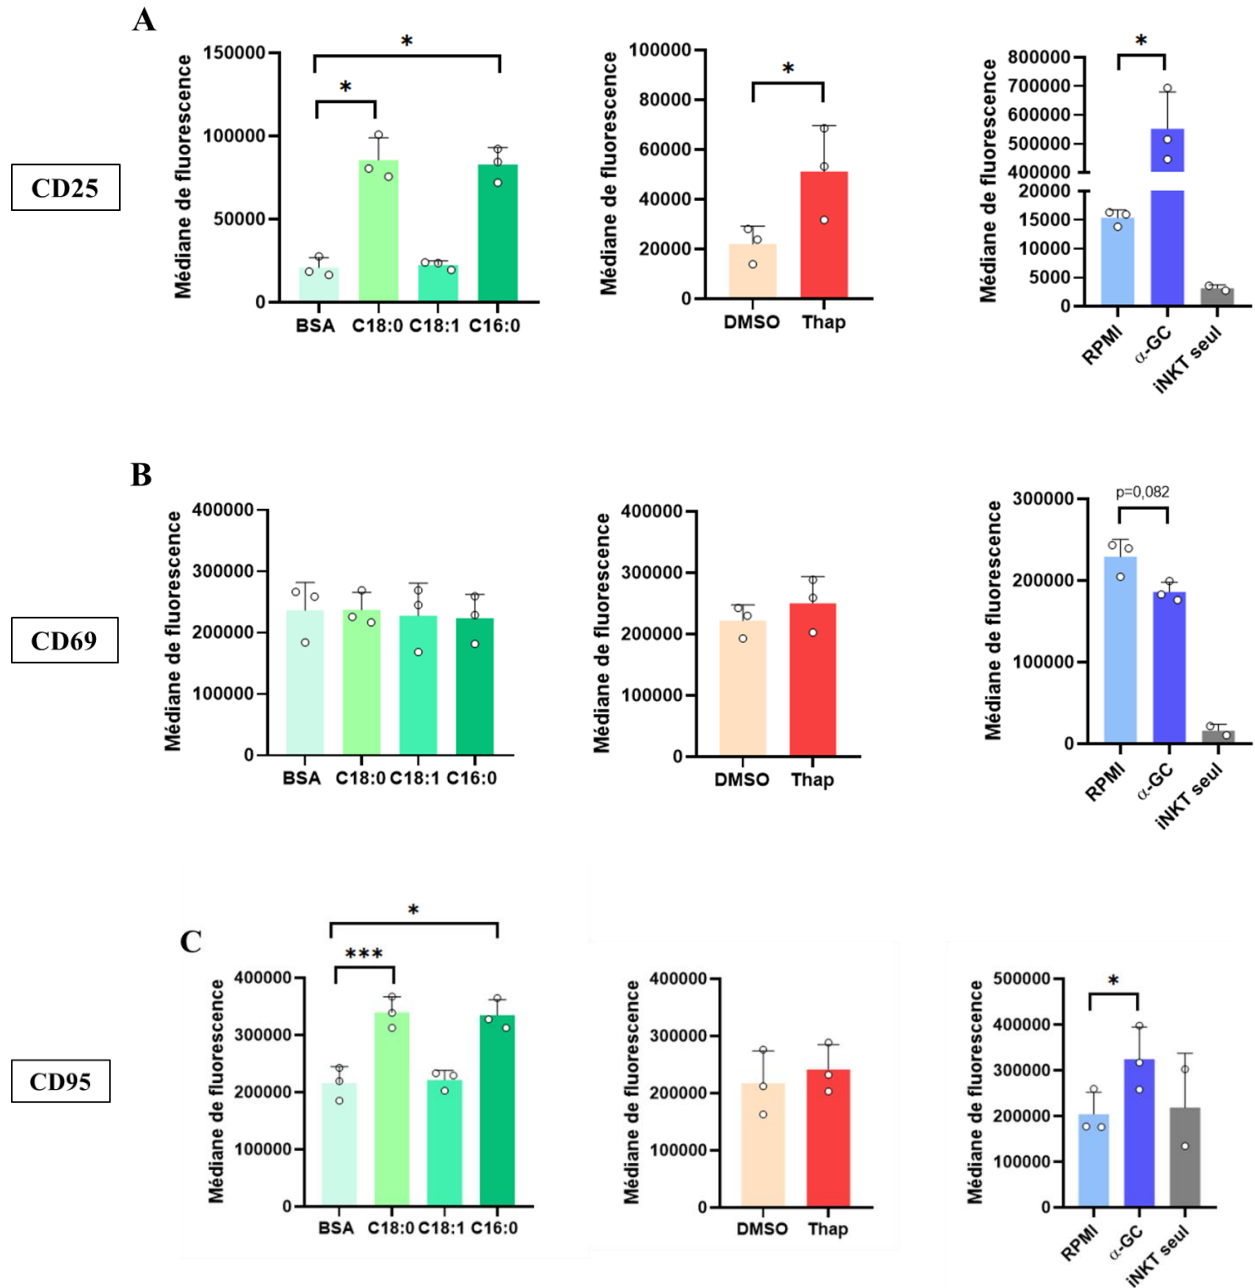 A
CD25
Médiane de fluorescence
150000
100000
50000
0
*
*
BSA C18:0 C18:1 C16:0
Médiane de fluorescence
100000
80000
60000
40000
20000
0
*
DMSO Thap
Médiane de fluorescence
800000
700000
600000
500000
400000
20000
15000
10000
5000
0
*
RPMI
α-GC
iNKT seul
B
CD69
Médiane de fluorescence
400000
300000
200000
100000
0
BSA C18:0 C18:1 C16:0
Médiane de fluorescence
400000
300000
200000
100000
0
DMSO Thap
Médiane de fluorescence
300000
200000
100000
0
p=0,082
RPMI
α-GC
iNKT seul
C
CD95
Médiane de fluorescence
400000
300000
200000
100000
0
*
***
BSA C18:0 C18:1 C16:0
Médiane de fluorescence
400000
300000
200000
100000
0
DMSO Thap
Médiane de fluorescence
500000
400000
300000
200000
100000
0
*
RPMI
α-GC
iNKT seul